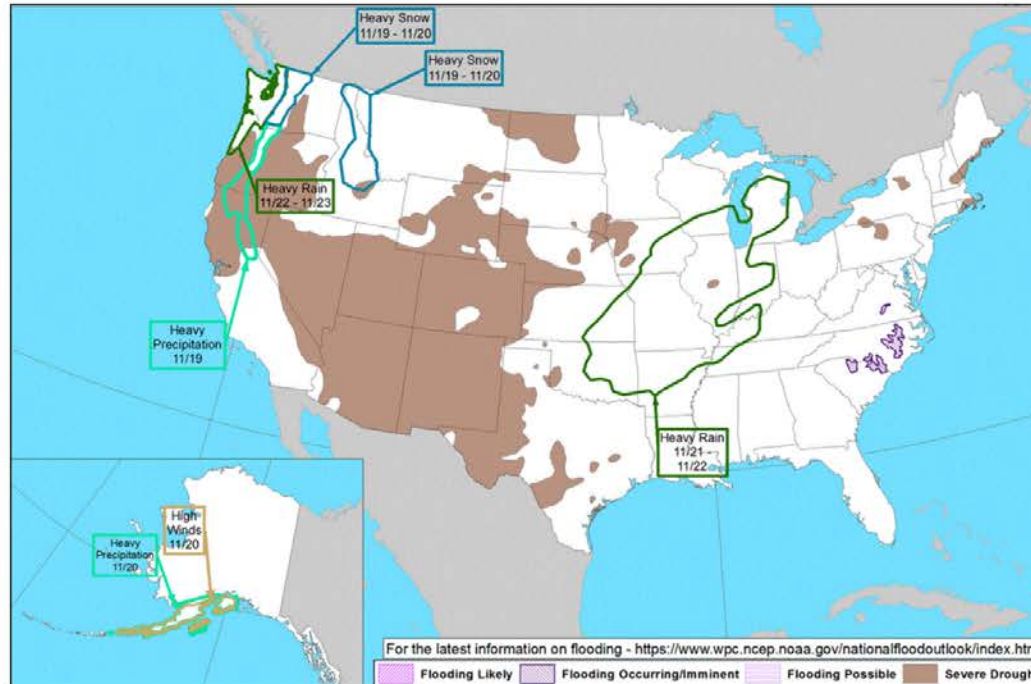 Heavy Snow
11/19 - 11/20
Heavy Snow
11/19 - 11/20
Heavy Rain
11/22 - 11/23
Heavy
Precipitation
11/19
Heavy Rain
11/21 -
11/22
High
Winds
11/20
Heavy
Precipitation
11/20
For the latest information on flooding - https://www.wpc.ncep.noaa.gov/nationalfloodoutlook/index.htm
Flooding Likely
Flooding Occurring/Imminent
Flooding Possible
Severe Drough